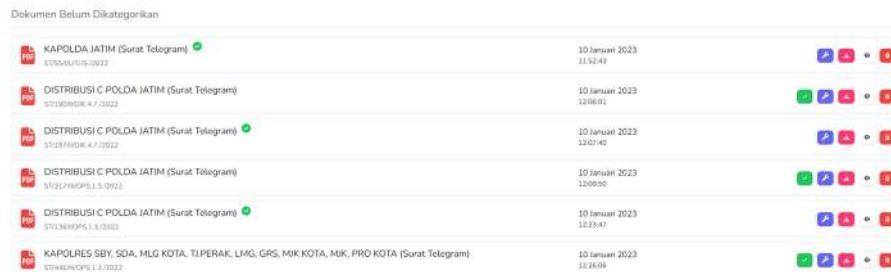 Dokumen Belum Dikategorikan
KAPOLDA JATIM (Surat Telegram)
10 Januari 2023
11:52:43
DISTRIBUSI C POLDA JATIM (Surat Telegram)
10 Januari 2023
12:06:01
DISTRIBUSI C POLDA JATIM (Surat Telegram)
10 Januari 2023
12:07:40
DISTRIBUSI C POLDA JATIM (Surat Telegram)
10 Januari 2023
12:08:50
DISTRIBUSI C POLDA JATIM (Surat Telegram)
10 Januari 2023
12:23:47
KAPOLRES SBY, SDA, MLG KOTA, TJ.PERAK, LMG, GRS, MJK KOTA, MJK, PRO KOTA (Surat Telegram)
10 Januari 2023
12:26:06